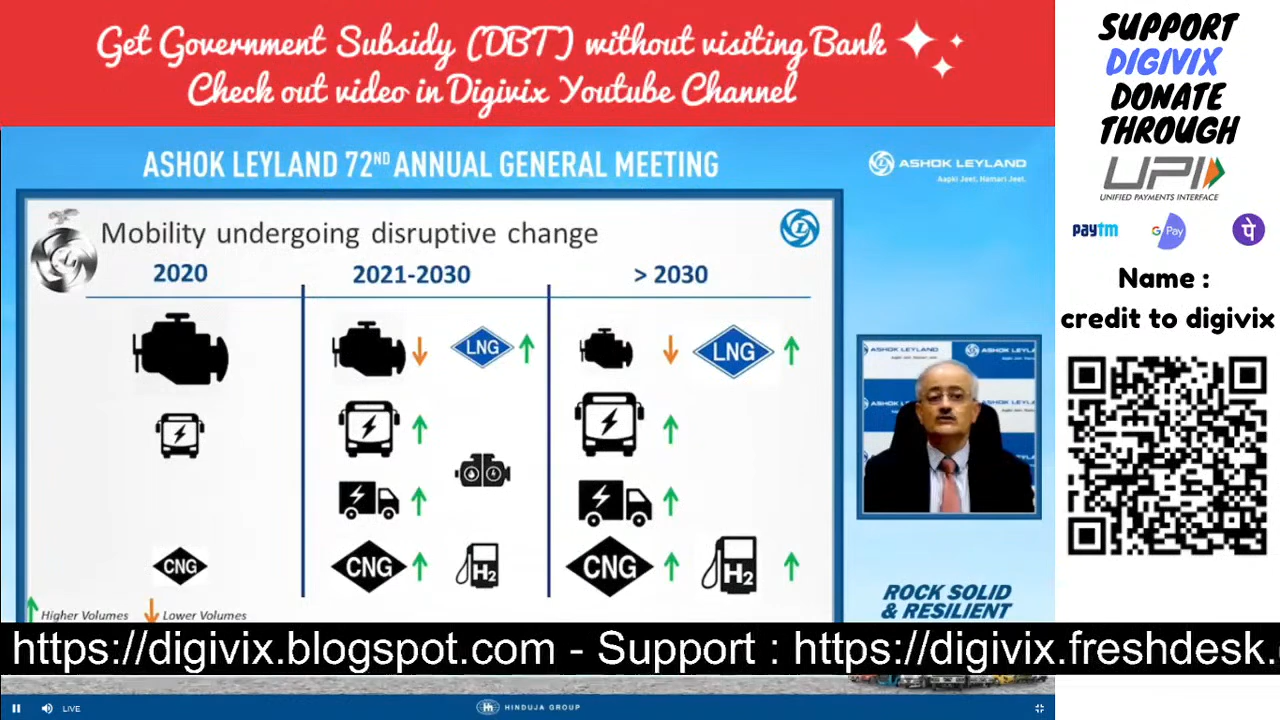 Get Government Subsidy (DBT) without visiting Bank
Check out video in Digivix Youtube Channel
SUPPORT
DIGIVIX
DONATE
THROUGH
UPI
UNIFIED PAYMENTS INTERFACE
paytm
G Pay
पे
Name :
credit to digivix
ASHOK LEYLAND 72ND ANNUAL GENERAL MEETING
ASHOK LEYLAND
Aapki Jeet. Hamari Jeet.
Mobility undergoing disruptive change
2020
2021-2030
> 2030
LNG
LNG
CNG
CNG
H2
CNG
H2
Higher Volumes
Lower Volumes
ASHOK LEYLAND
ROCK SOLID
& RESILIENT
https://digivix.blogspot.com - Support : https://digivix.freshdesk.
LIVE
HINDUJA GROUP